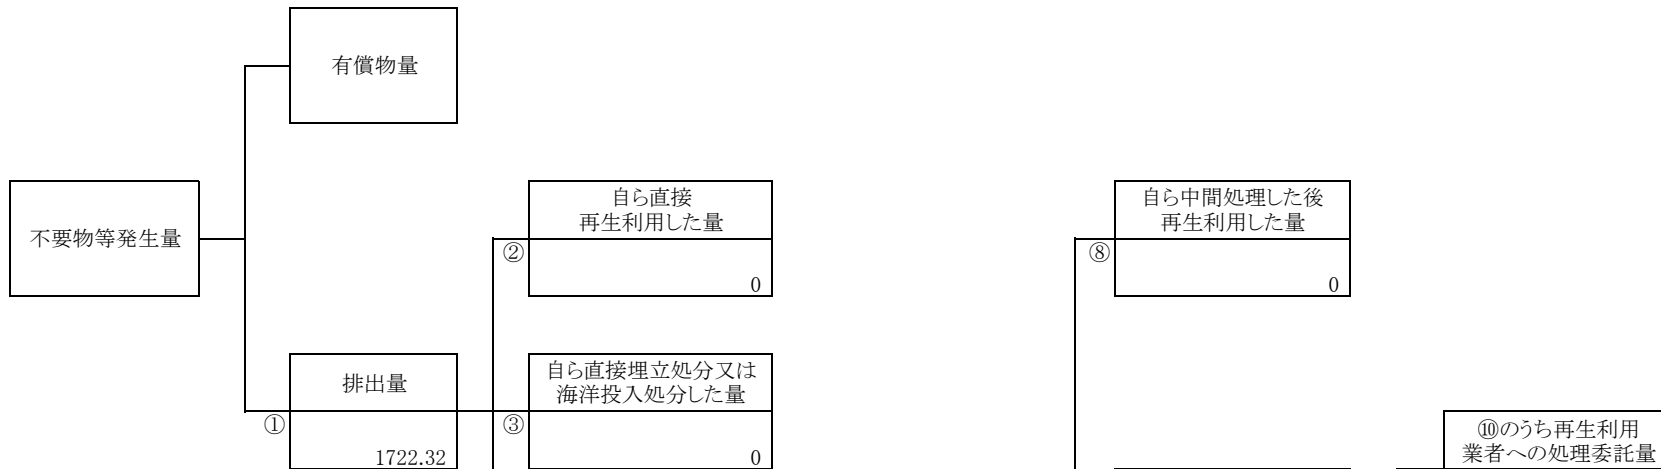 有償物量
不要物等発生量
自ら直接
再生利用した量
②
0
自ら中間処理した後
再生利用した量
⑧
0
排出量
①
1722.32
自ら直接埋立処分又は
海洋投入処分した量
③
0
⑩のうち再生利用
業者への処理委託量